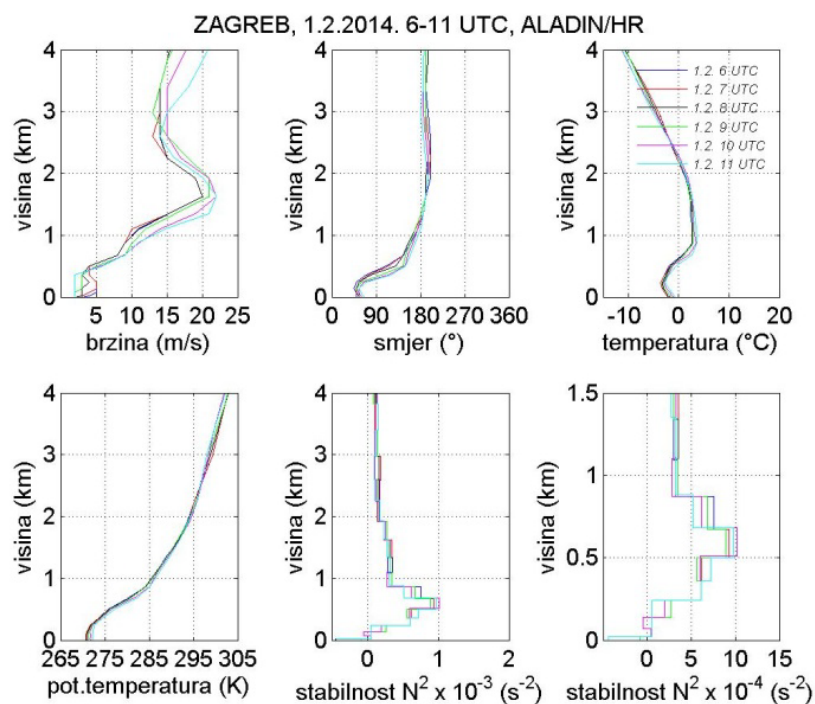 ZAGREB, 1.2.2014. 6-11 UTC, ALADIN/HR
visina (km)
4
3
2
1
0
5 10 15 20 25
brzina (m/s)
visina (km)
4
3
2
1
0
0 90 180 270 360
smjer (°)
visina (km)
4
3
2
1
0
-10 0 10 20
temperatura (°C)
1.2. 6 UTC
1.2. 7 UTC
1.2. 8 UTC
1.2. 9 UTC
1.2. 10 UTC
1.2. 11 UTC
visina (km)
4
3
2
1
0
265 275 285 295 305
pot.temperatura (K)
visina (km)
4
3
2
1
0
0 1 2
stabilnost N² x 10⁻³ (s⁻²)
visina (km)
1.5
1
0.5
0
0 5 10 15
stabilnost N² x 10⁻⁴ (s⁻²)